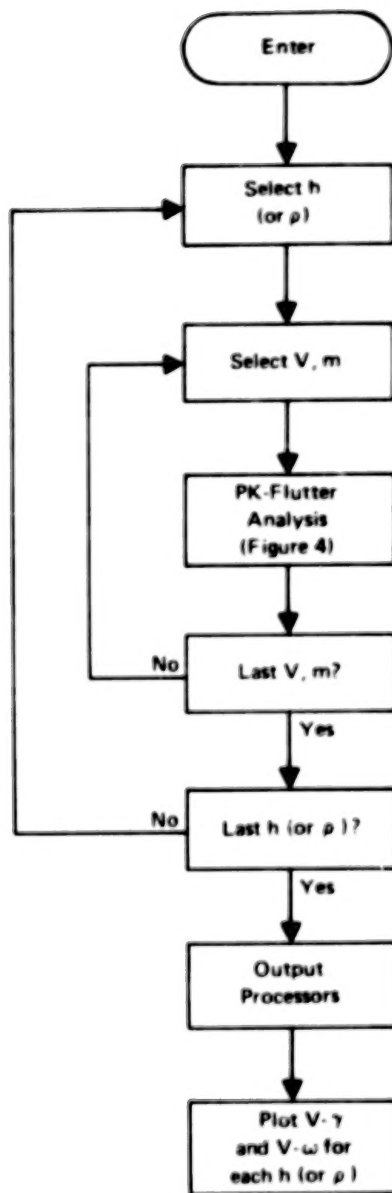 Enter
Select h
(or ρ)
Select V, m
PK-Flutter
Analysis
(Figure 4)
No
Last V, m?
Yes
No
Last h (or ρ)?
Yes
Output
Processors
Plot V-γ
and V-ω for
each h (or ρ)